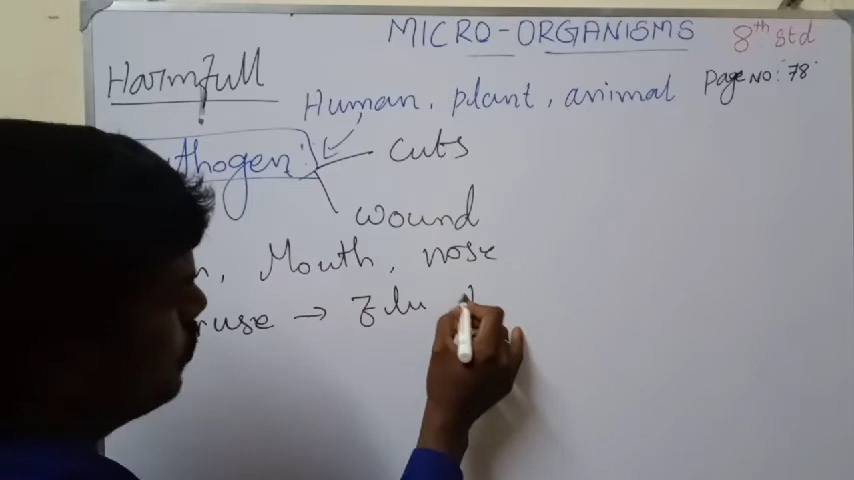 MICRO-ORGANISMS
8th std
Page No: 78
Harmfull
Human, plant, animal
thogen:
cuts
wound
n, Mouth, nose
ruse → Flu